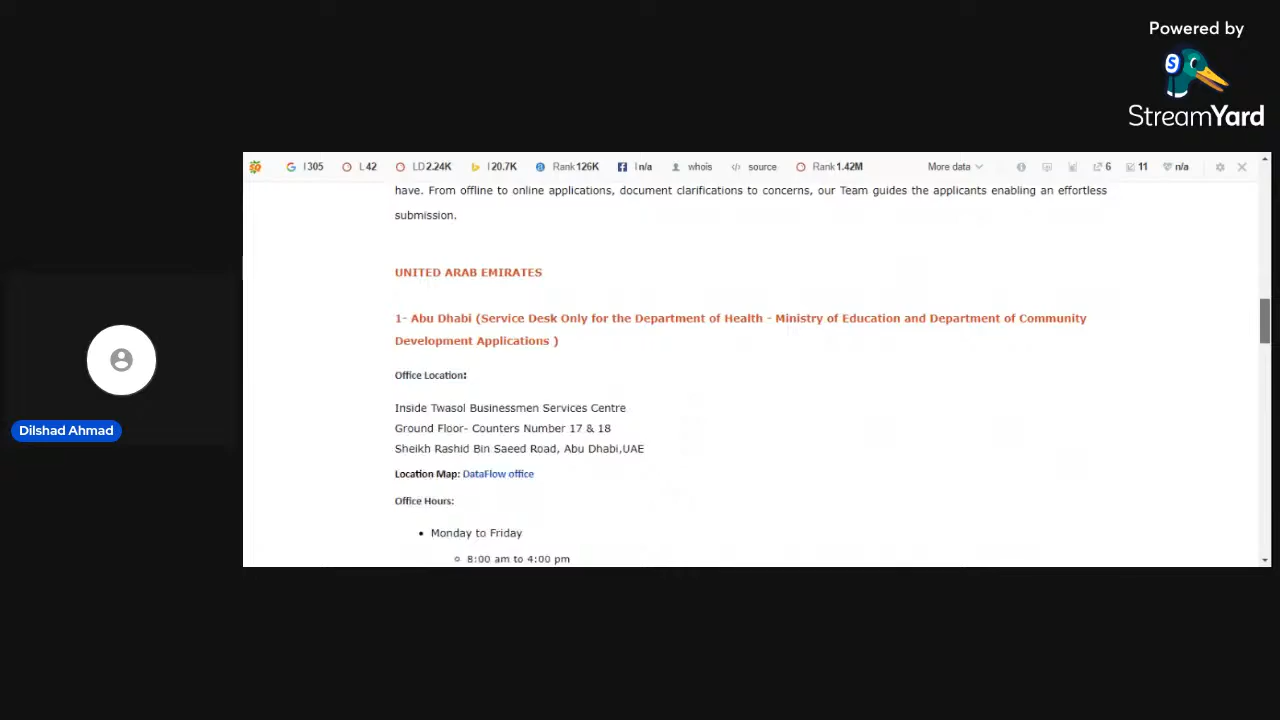 Powered by
StreamYard
I 305 L 42 LD 2.24K I 20.7K Rank 126K I n/a whois source Rank 1.42M More data 6 11 n/a
have. From offline to online applications, document clarifications to concerns, our Team guides the applicants enabling an effortless
submission.
UNITED ARAB EMIRATES
1- Abu Dhabi (Service Desk Only for the Department of Health - Ministry of Education and Department of Community
Development Applications )
Office Location:
Inside Twasol Businessmen Services Centre
Ground Floor- Counters Number 17 & 18
Sheikh Rashid Bin Saeed Road, Abu Dhabi,UAE
Location Map: DataFlow office
Office Hours:
• Monday to Friday
8:00 am to 4:00 pm
Dilshad Ahmad